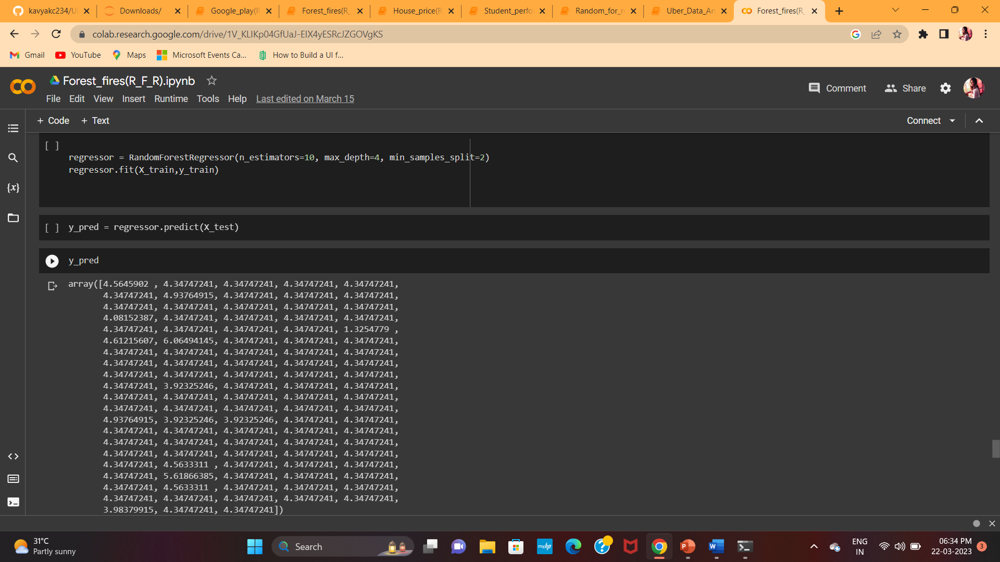 kavyakc234/U
Downloads/
Google_play(R
Forest_fires(R_
House_price(R
Student_perfo
Random_for_r
Uber_Data_An
Forest_fires(R_
colab.research.google.com/drive/1V_KLIKp04GfUaJ-EIX4yESRcJZGOVgKS
Gmail YouTube Maps Microsoft Events Ca... How to Build a UI f...
Forest_fires(R_F_R).ipynb
File Edit View Insert Runtime Tools Help Last edited on March 15
Comment Share
+ Code + Text
Connect
{x}
[ ]
regressor = RandomForestRegressor(n_estimators=10, max_depth=4, min_samples_split=2)
regressor.fit(X_train,y_train)
[ ] y_pred = regressor.predict(X_test)
y_pred
array([4.5645902 , 4.34747241, 4.34747241, 4.34747241, 4.34747241,
4.34747241, 4.93764915, 4.34747241, 4.34747241, 4.34747241,
4.34747241, 4.34747241, 4.34747241, 4.34747241, 4.34747241,
4.08152387, 4.34747241, 4.34747241, 4.34747241, 4.34747241,
4.34747241, 4.34747241, 4.34747241, 4.34747241, 1.3254779 ,
4.61215607, 6.06494145, 4.34747241, 4.34747241, 4.34747241,
4.34747241, 4.34747241, 4.34747241, 4.34747241, 4.34747241,
4.34747241, 4.34747241, 4.34747241, 4.34747241, 4.34747241,
4.34747241, 4.34747241, 4.34747241, 4.34747241, 4.34747241,
4.34747241, 3.92325246, 4.34747241, 4.34747241, 4.34747241,
4.34747241, 4.34747241, 4.34747241, 4.34747241, 4.34747241,
4.34747241, 4.34747241, 4.34747241, 4.34747241, 4.34747241,
4.93764915, 3.92325246, 3.92325246, 4.34747241, 4.34747241,
4.34747241, 4.34747241, 4.34747241, 4.34747241, 4.34747241,
4.34747241, 4.34747241, 4.34747241, 4.34747241, 4.34747241,
4.34747241, 4.34747241, 4.34747241, 4.34747241, 4.34747241,
4.34747241, 4.5633311 , 4.34747241, 4.34747241, 4.34747241,
4.34747241, 5.61866385, 4.34747241, 4.34747241, 4.34747241,
4.34747241, 4.5633311 , 4.34747241, 4.34747241, 4.34747241,
4.34747241, 4.34747241, 4.34747241, 4.34747241, 4.34747241,
3.98379915, 4.34747241, 4.34747241])
31°C
Partly sunny
Search
myhp
ENG
IN
06:34 PM
22-03-2023
3